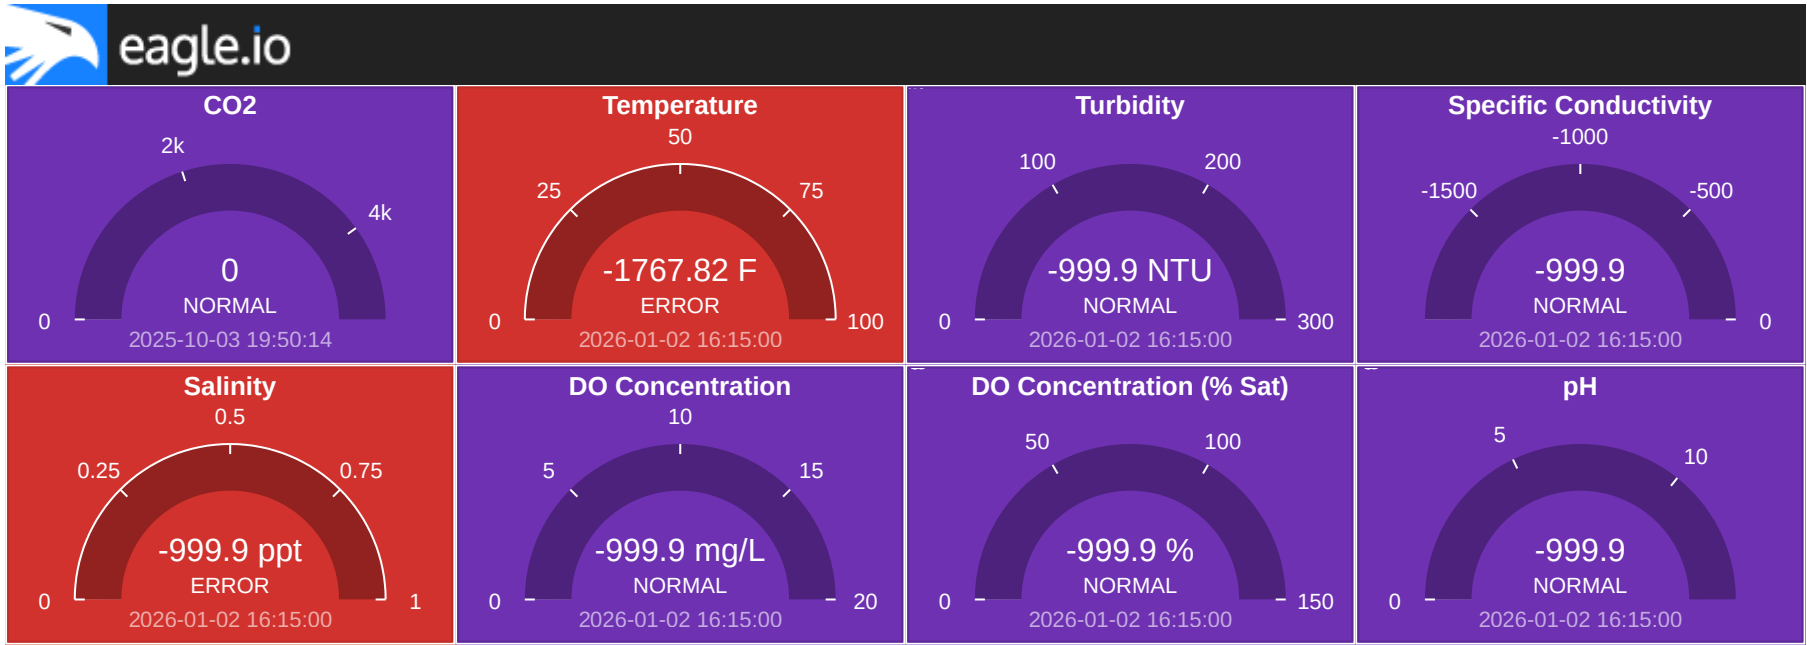 eagle.io
CO2
2k
4k
0
NORMAL
0
2025-10-03 19:50:14
Temperature
50
25
75
-1767.82 F
ERROR
0
100
2026-01-02 16:15:00
Turbidity
100
200
-999.9 NTU
NORMAL
0
300
2026-01-02 16:15:00
Specific Conductivity
-1000
-1500
-500
-999.9
NORMAL
0
2026-01-02 16:15:00
Salinity
0.5
0.25
0.75
-999.9 ppt
ERROR
0
1
2026-01-02 16:15:00
DO Concentration
10
5
15
-999.9 mg/L
NORMAL
0
20
2026-01-02 16:15:00
DO Concentration (% Sat)
50
100
-999.9 %
NORMAL
0
150
2026-01-02 16:15:00
pH
5
10
-999.9
NORMAL
0
2026-01-02 16:15:00